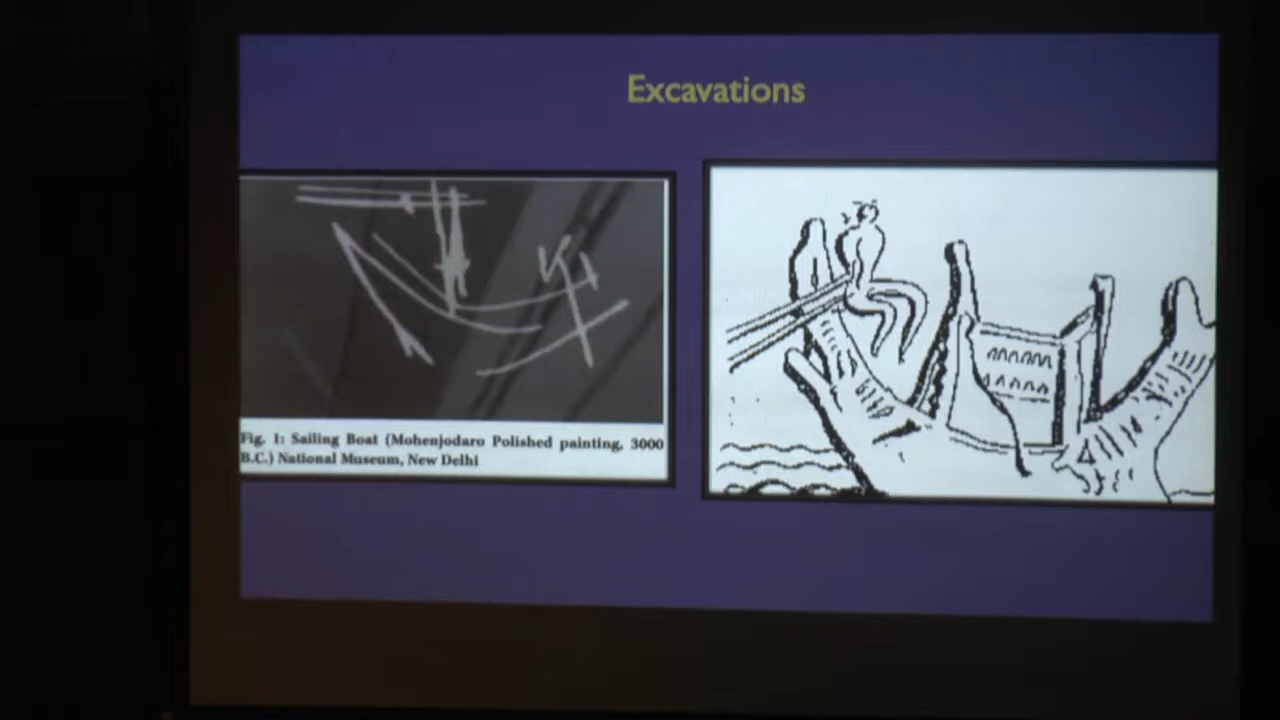 Excavations
Fig. 1: Sailing Boat (Mohenjodaro Polished painting, 3000
B.C.) National Museum, New Delhi